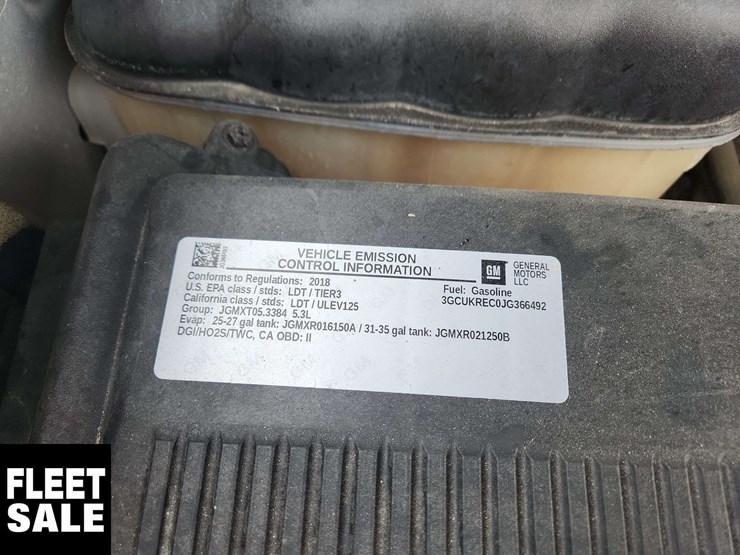 VEHICLE EMISSION
CONTROL INFORMATION
GM
GENERAL
MOTORS
LLC
Conforms to Regulations: 2018
U.S. EPA class / stds: LDT / TIER3
California class / stds: LDT / ULEV125
Group: JGMXT05.3384 5.3L
Evap: 25-27 gal tank: JGMXR016150A / 31-35 gal tank: JGMXR021250B
DGI/HO2S/TWC, CA OBD: II
Fuel: Gasoline
3GCUKREC0JG366492
FLEET
SALE